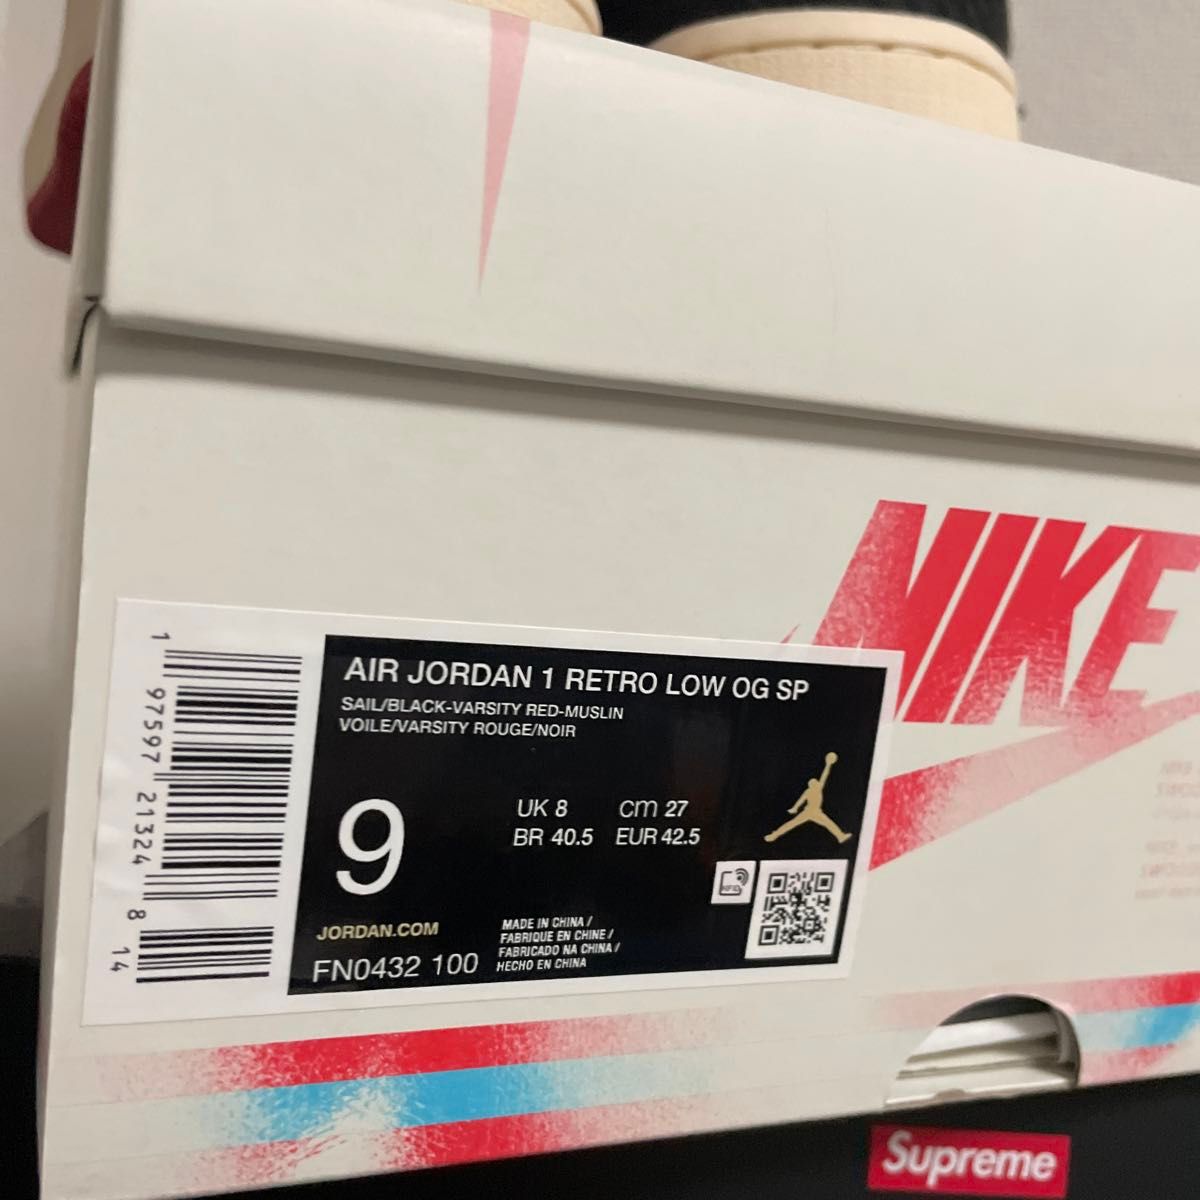 NIKE
AIR JORDAN 1 RETRO LOW OG SP
SAIL/BLACK-VARSITY RED-MUSLIN
VOILE/VARSITY ROUGE/NOIR
9
UK 8 cm 27
BR 40.5 EUR 42.5
RFID
JORDAN.COM
FN0432 100
MADE IN CHINA /
FABRIQUE EN CHINE /
FABRICADO NA CHINA /
HECHO EN CHINA
1 97597 21324 8 14
Supreme